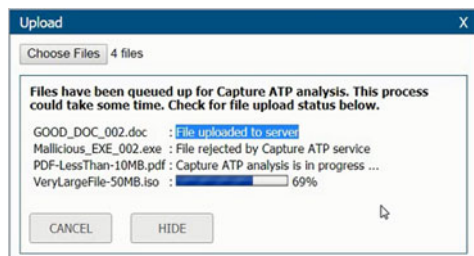 Upload X
Choose Files 4 files
Files have been queued up for Capture ATP analysis. This process
could take some time. Check for file upload status below.
GOOD_DOC_002.doc : File uploaded to server
Mallicious_EXE_002.exe : File rejected by Capture ATP service
PDF-LessThan-10MB.pdf : Capture ATP analysis is in progress ...
VeryLargeFile-50MB.iso : 69%
CANCEL HIDE